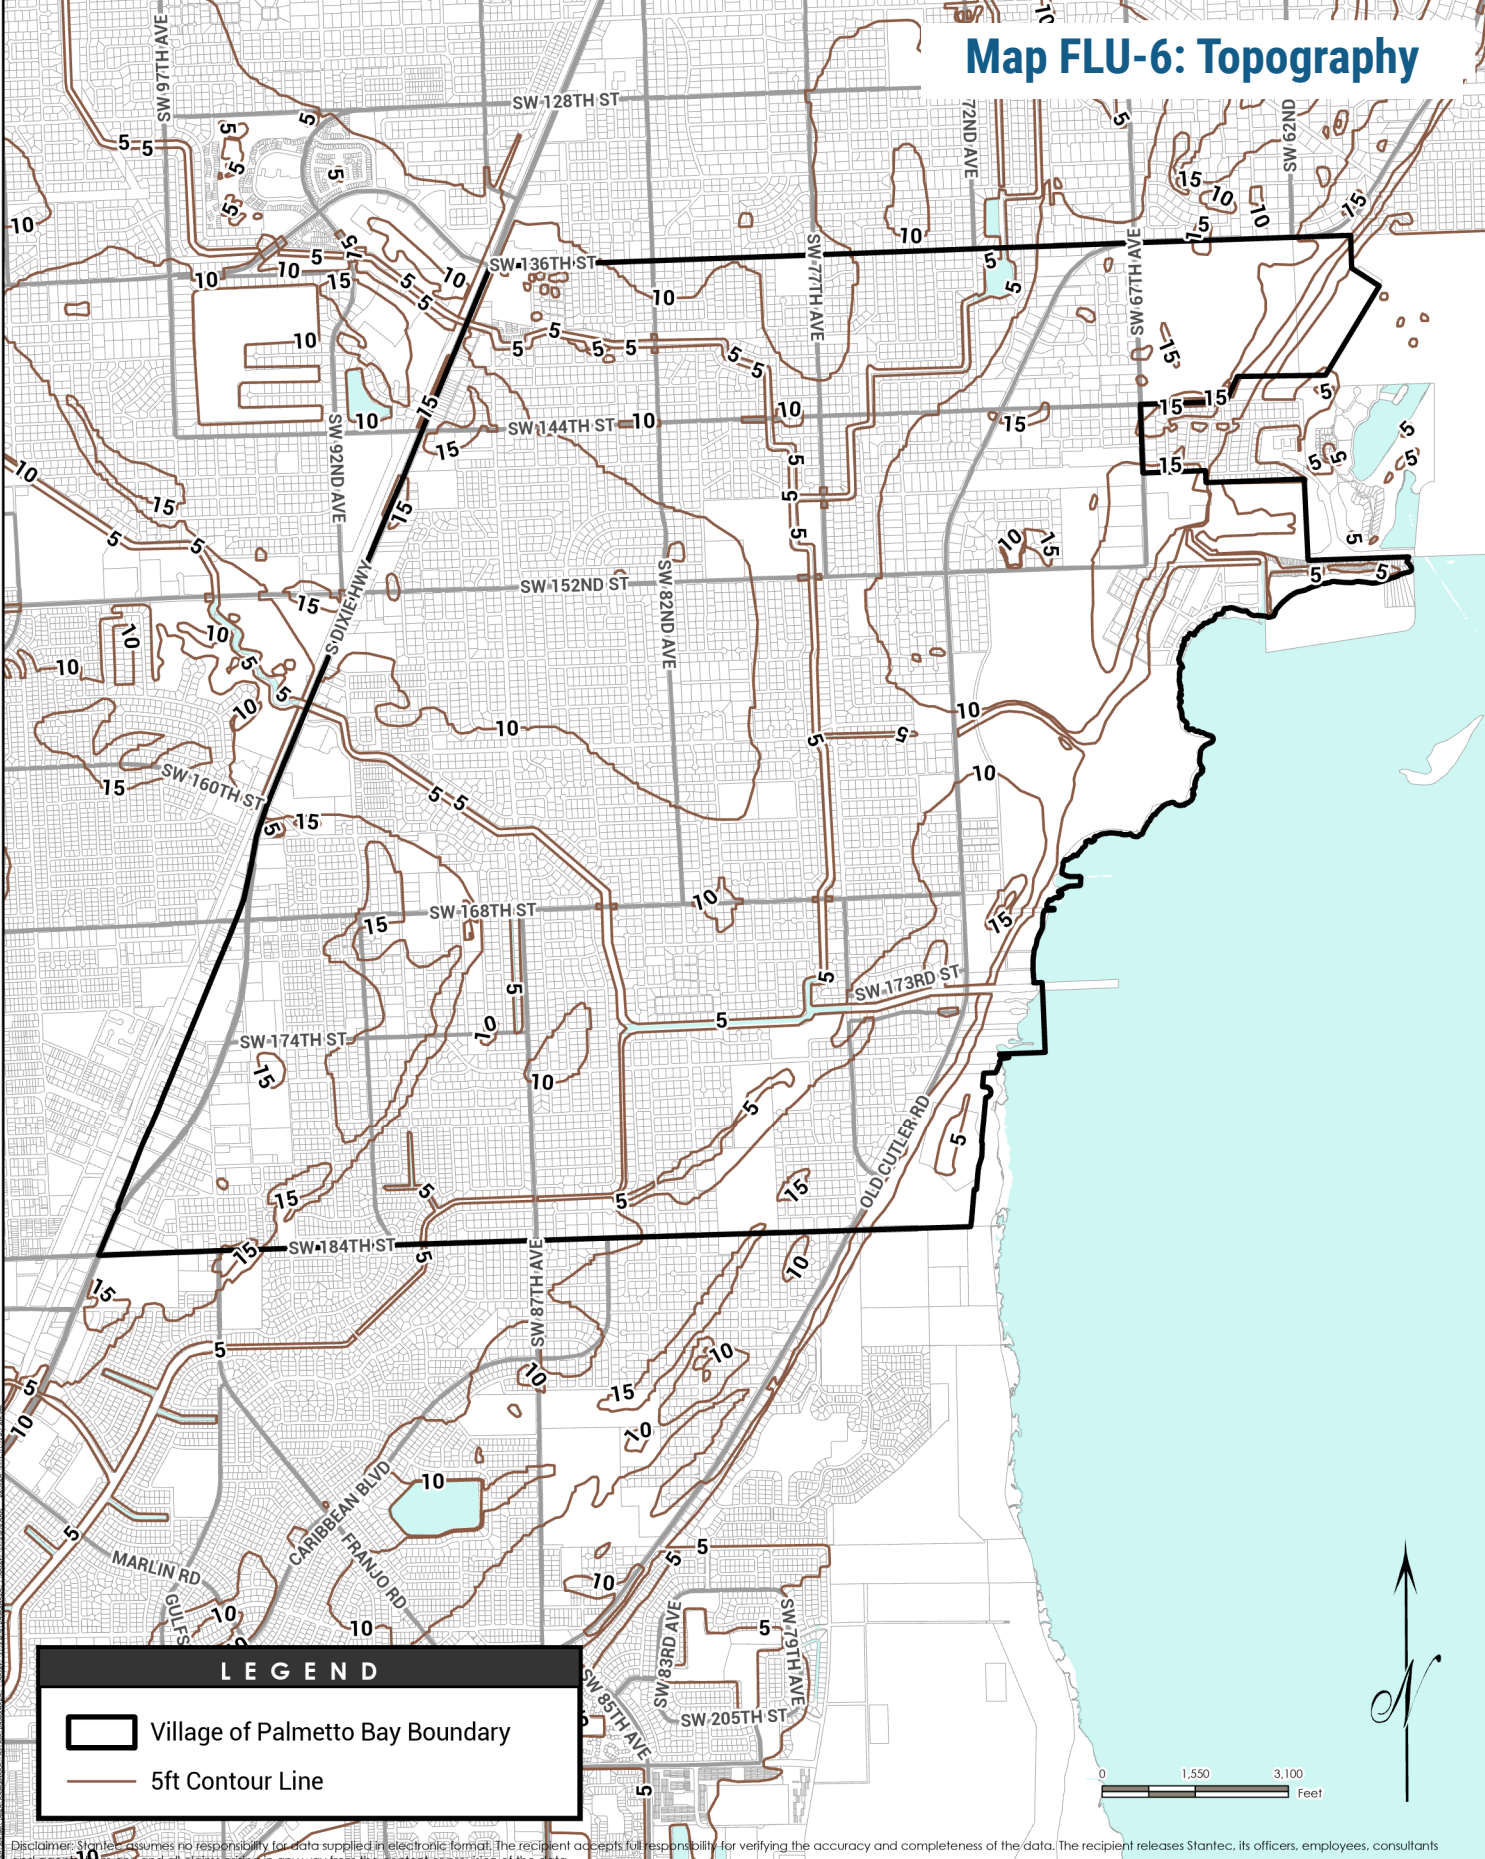 Map FLU-6: Topography
SW 97TH AVE
SW 128TH ST
72ND AVE
SW 62ND
SW 136TH ST
SW 77TH AVE
SW 67TH AVE
SW 144TH ST
SW 92ND AVE
SW 152ND ST
SW 82ND AVE
S DIXIE HWY
SW 160TH ST
SW 168TH ST
SW 173RD ST
SW 174TH ST
OLD CUTLER RD
SW 184TH ST
SW 87TH AVE
CARIBBEAN BLVD
FRANJO RD
MARLIN RD
GULFS
SW 83RD AVE
SW 79TH AVE
SW 85TH AVE
SW 205TH ST
5
10
15
LEGEND
Village of Palmetto Bay Boundary
5ft Contour Line
N
0 1,550 3,100
Feet
Disclaimer: Stantec assumes no responsibility for data supplied in electronic format. The recipient accepts full responsibility for verifying the accuracy and completeness of the data. The recipient releases Stantec, its officers, employees, consultants